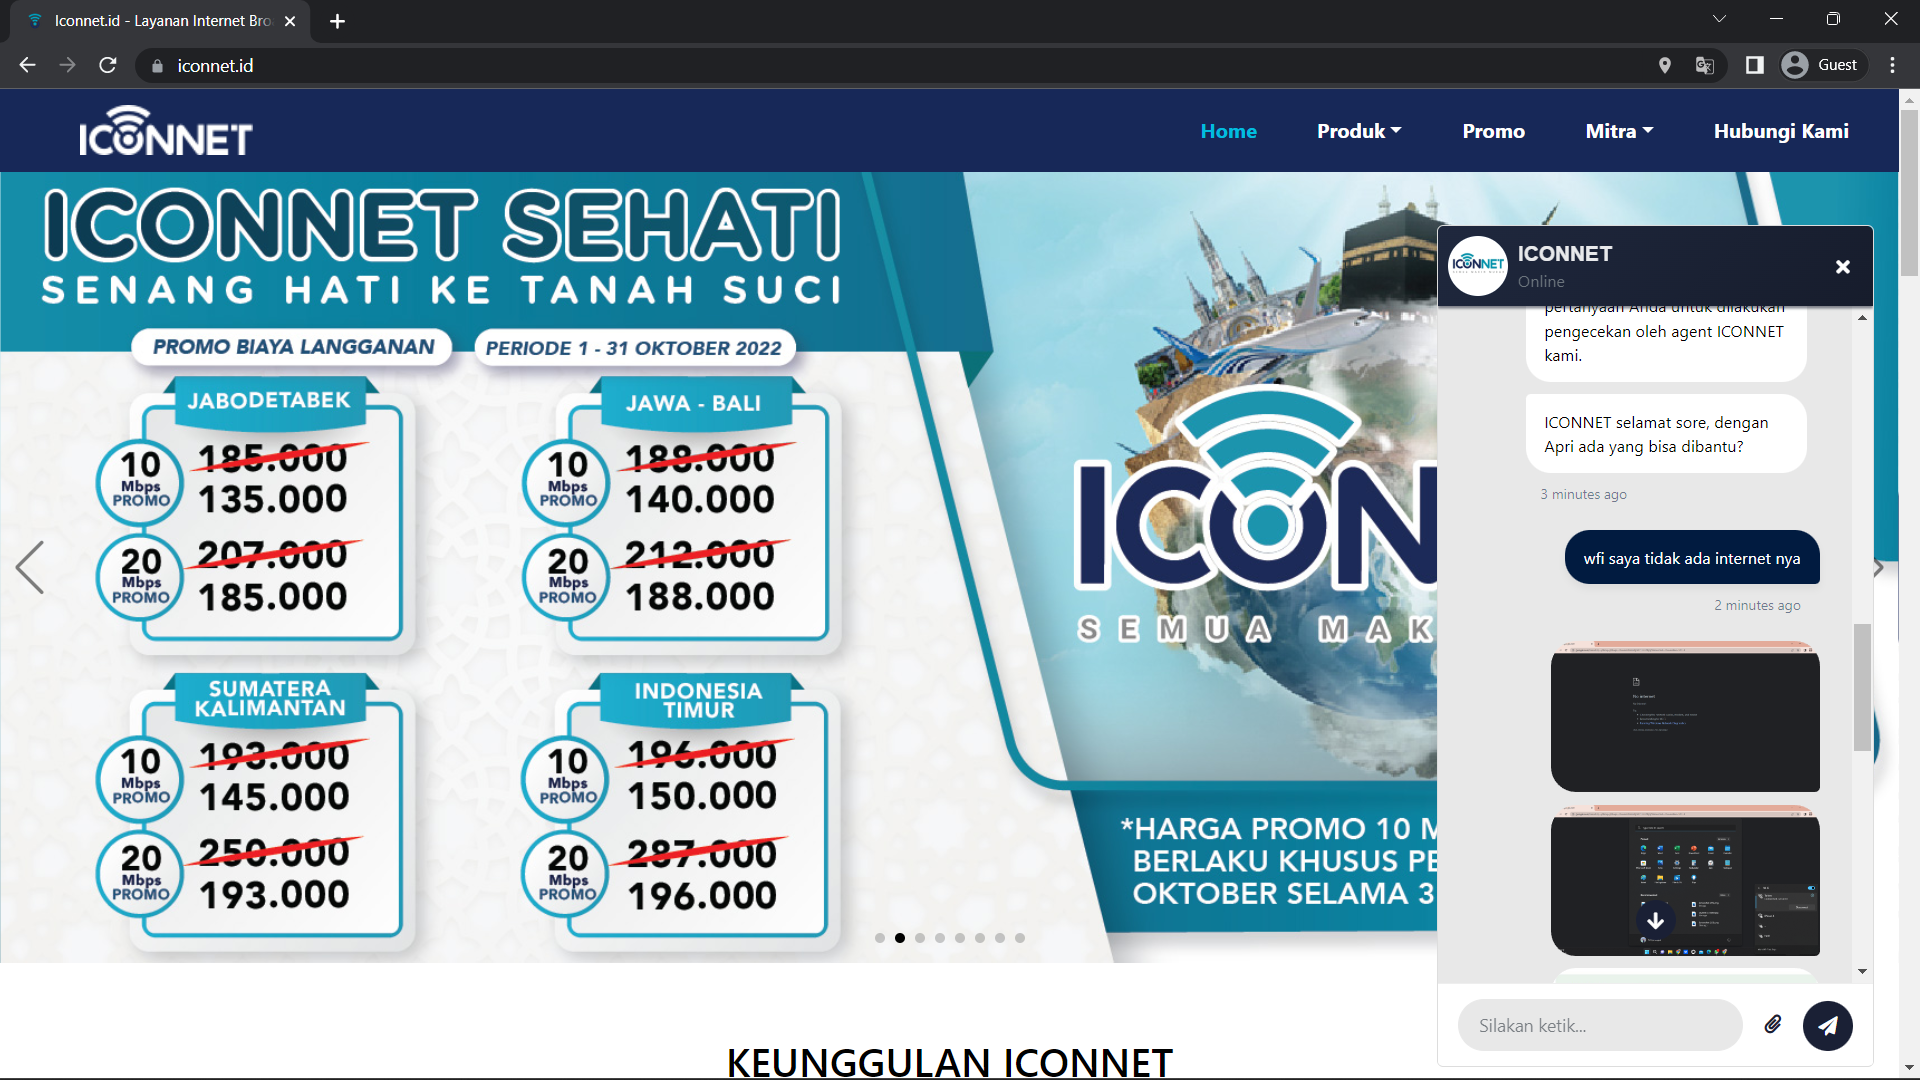 Iconnet.id - Layanan Internet Bro
iconnet.id
Guest
ICONNET
Home
Produk
Promo
Mitra
Hubungi Kami
ICONNET SEHATI
SENANG HATI KE TANAH SUCI
PROMO BIAYA LANGGANAN
PERIODE 1 - 31 OKTOBER 2022
JABODETABEK
10 Mbps PROMO
185.000
135.000
20 Mbps PROMO
207.000
185.000
JAWA - BALI
10 Mbps PROMO
188.000
140.000
20 Mbps PROMO
212.000
188.000
SUMATERA
KALIMANTAN
10 Mbps PROMO
193.000
145.000
20 Mbps PROMO
250.000
193.000
INDONESIA
TIMUR
10 Mbps PROMO
196.000
150.000
20 Mbps PROMO
287.000
196.000
ICON
SEMUA MAK
*HARGA PROMO 10 M
BERLAKU KHUSUS PE
OKTOBER SELAMA 3
KEUNGGULAN ICONNET
ICONNET
ICONNET
Online
pertanyaan Anda untuk dilakukan
pengecekan oleh agent ICONNET
kami.
ICONNET selamat sore, dengan
Apri ada yang bisa dibantu?
3 minutes ago
wfi saya tidak ada internet nya
2 minutes ago
No internet
Silakan ketik...